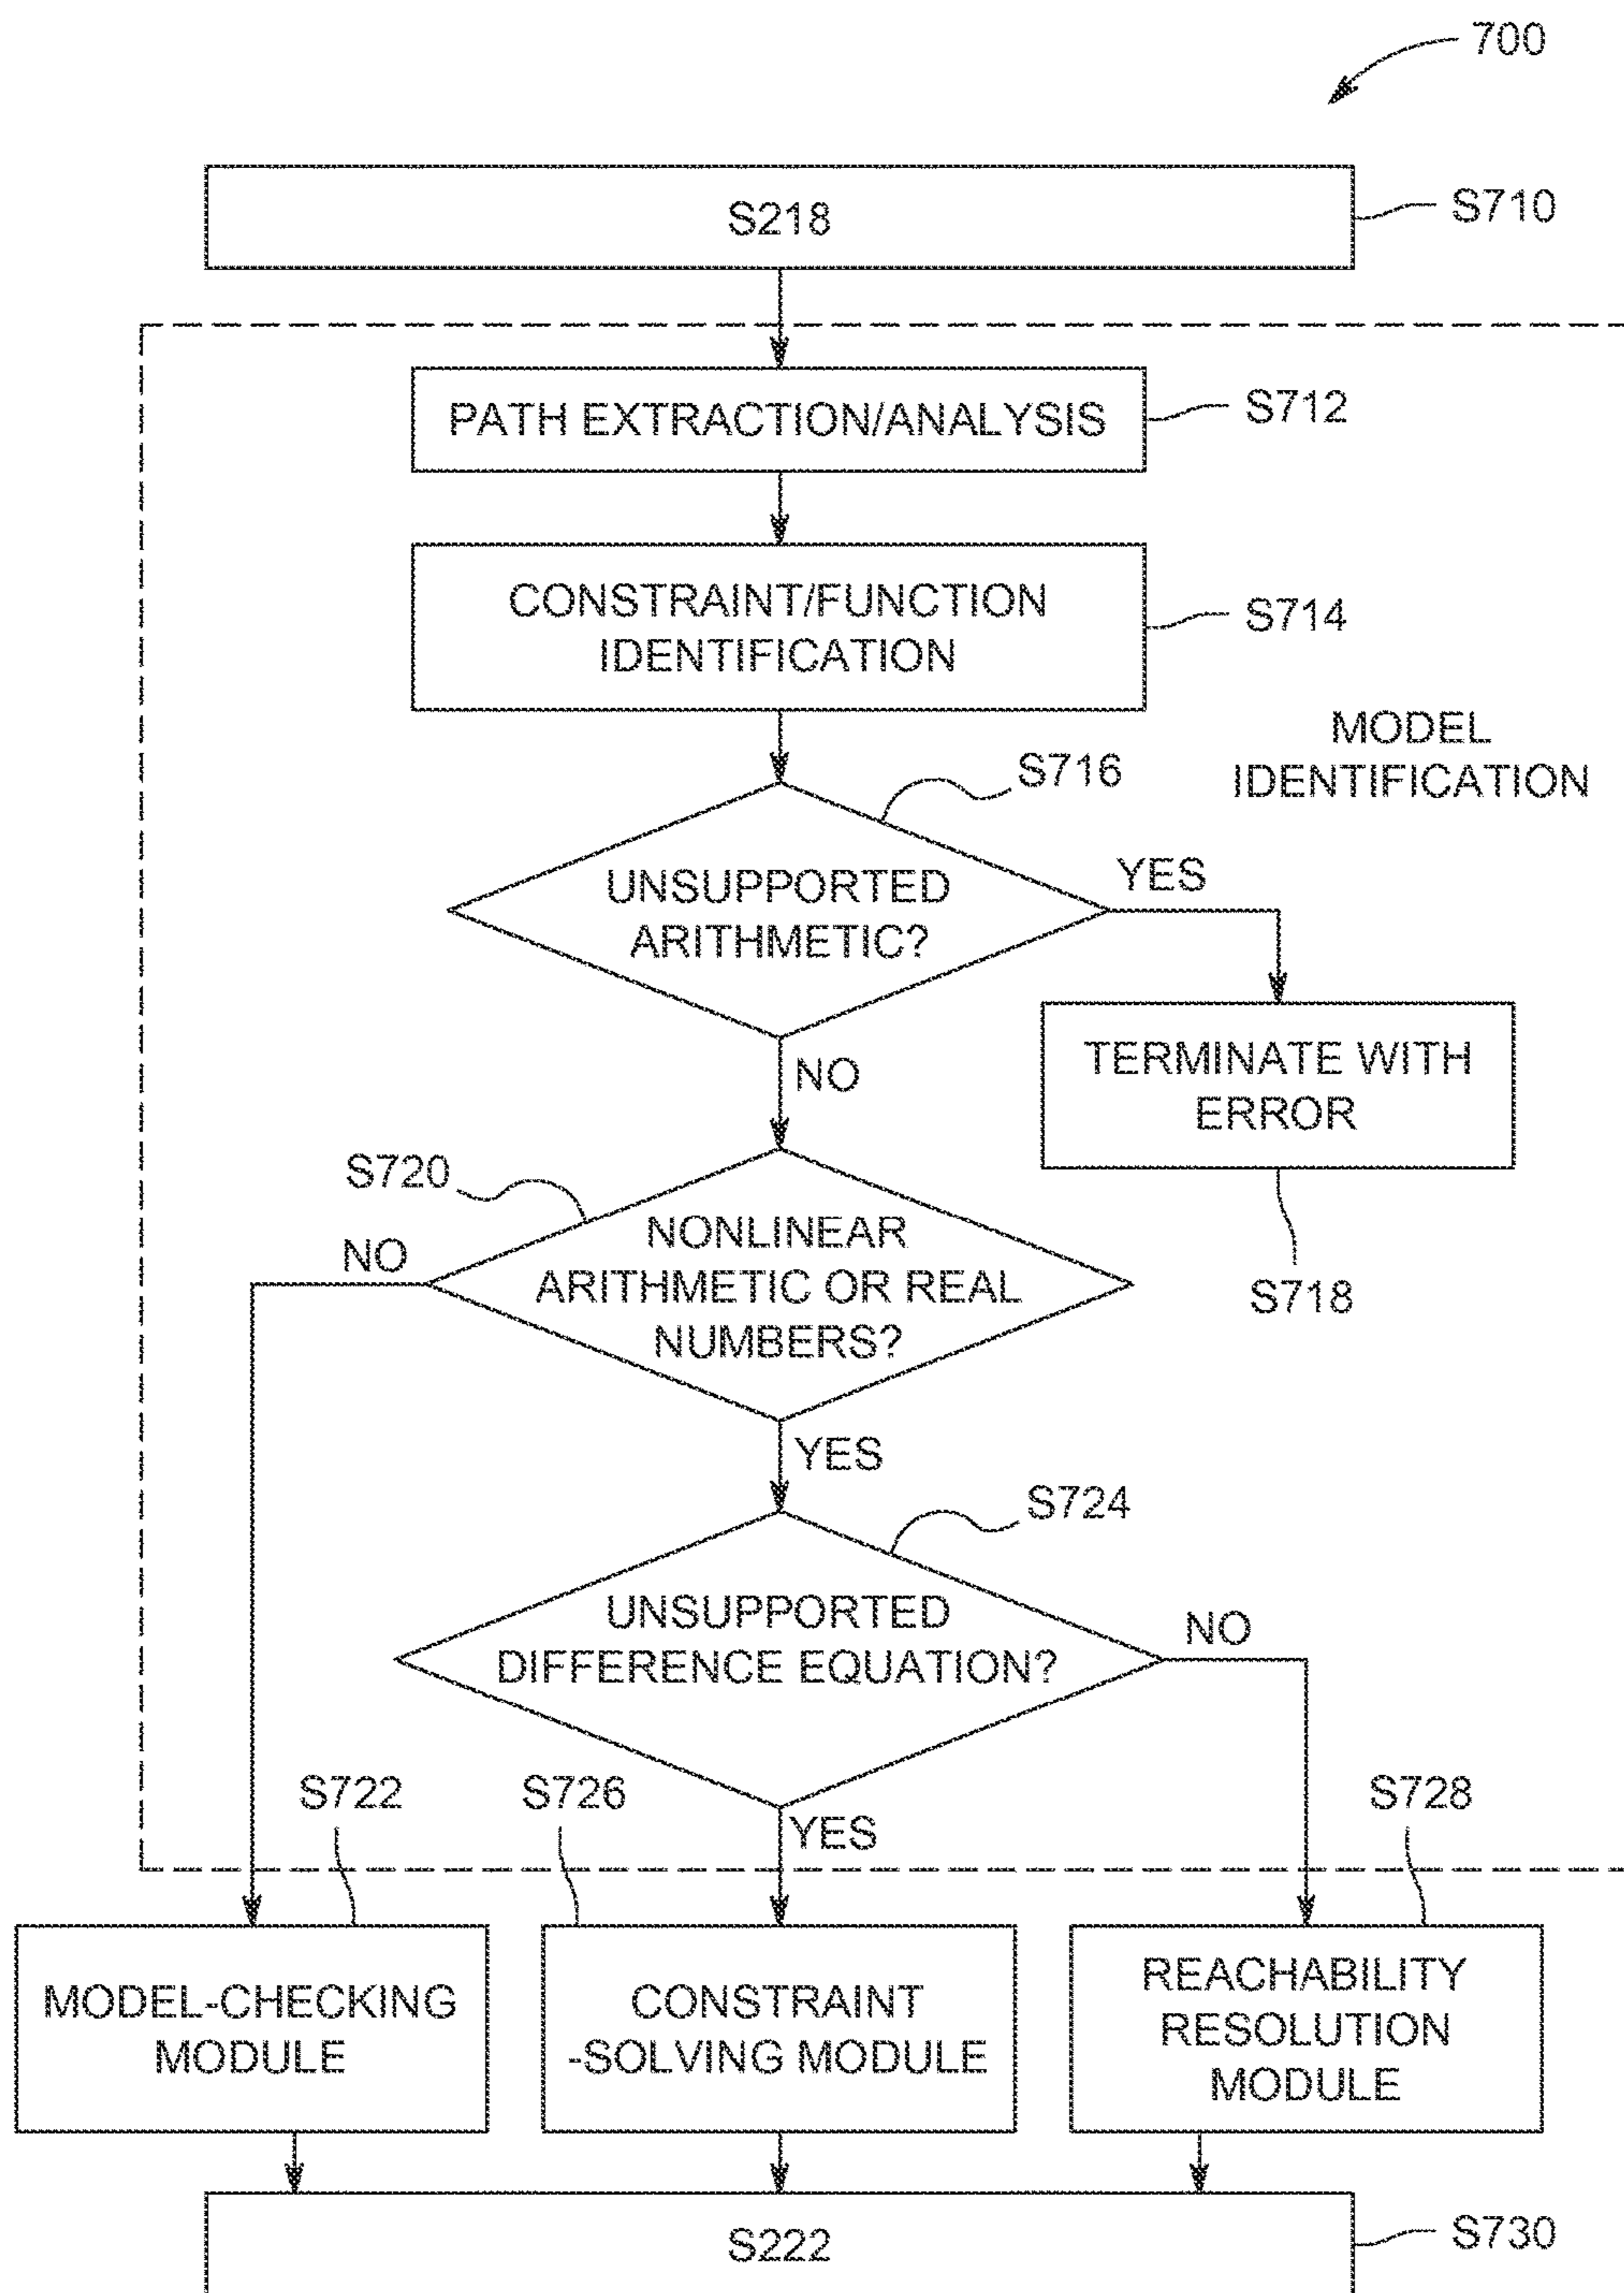 700
S218
S710
PATH EXTRACTION/ANALYSIS
S712
CONSTRAINT/FUNCTION
IDENTIFICATION
S714
MODEL
IDENTIFICATION
S716
UNSUPPORTED
ARITHMETIC?
YES
NO
TERMINATE WITH
ERROR
S718
S720
NO
NONLINEAR
ARITHMETIC OR REAL
NUMBERS?
YES
S724
UNSUPPORTED
DIFFERENCE EQUATION?
NO
YES
S722
S726
S728
MODEL-CHECKING
MODULE
CONSTRAINT
-SOLVING MODULE
REACHABILITY
RESOLUTION
MODULE
S222
S730